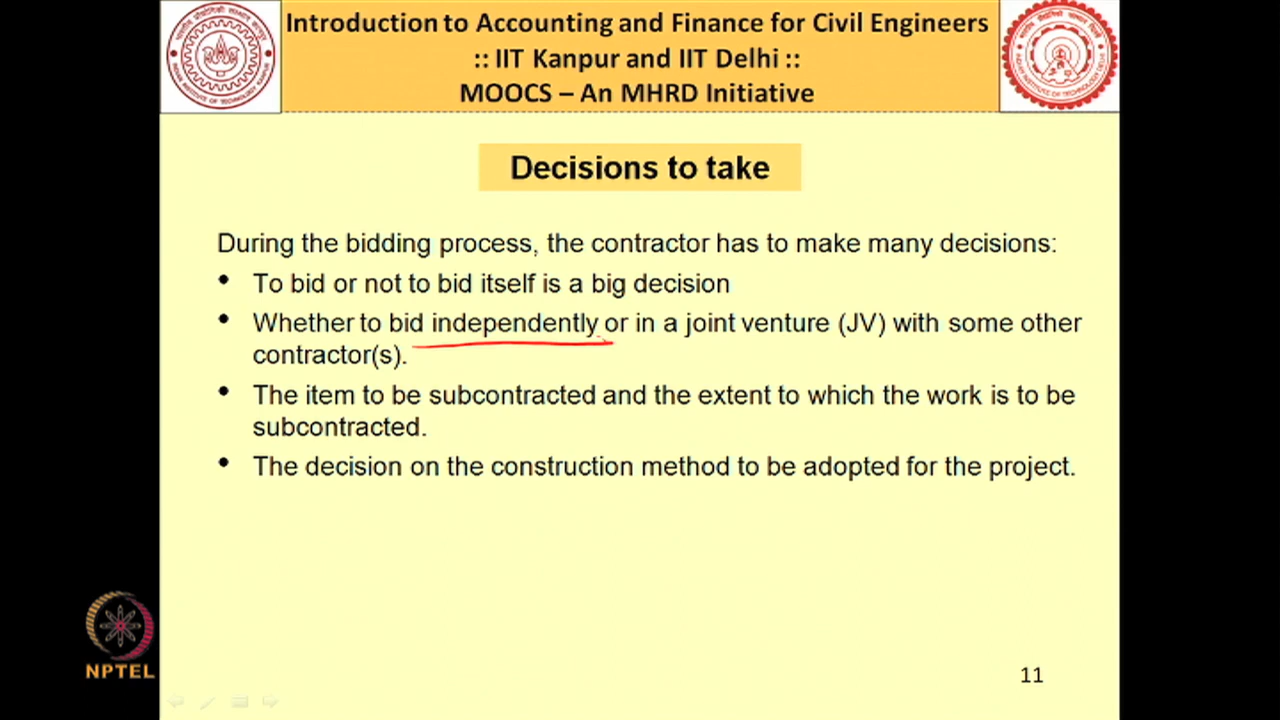 Introduction to Accounting and Finance for Civil Engineers
:: IIT Kanpur and IIT Delhi ::
MOOCS – An MHRD Initiative
Decisions to take
During the bidding process, the contractor has to make many decisions:
• To bid or not to bid itself is a big decision
• Whether to bid independently or in a joint venture (JV) with some other
contractor(s).
• The item to be subcontracted and the extent to which the work is to be
subcontracted.
• The decision on the construction method to be adopted for the project.
NPTEL
11